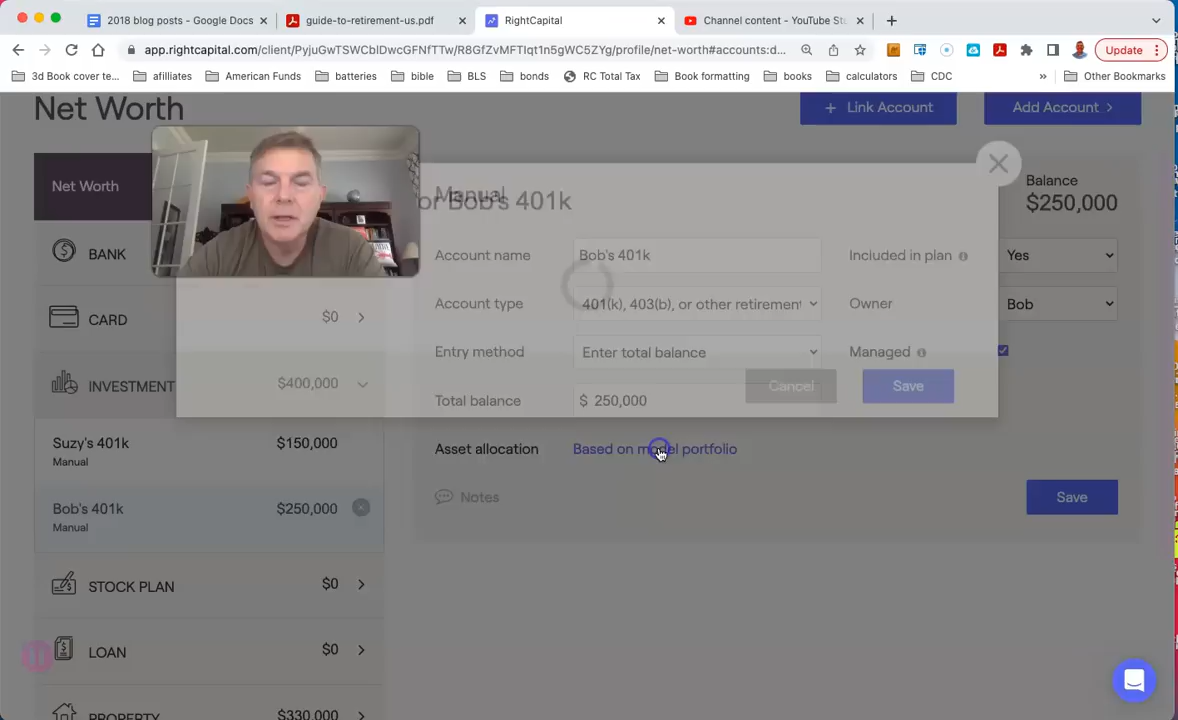 2018 blog posts - Google Docs
guide-to-retirement-us.pdf
RightCapital
Channel content - YouTube Stu
app.rightcapital.com/client/PyjuGwTSWCblDwcGFNfTTw/R8GfZvMFTIqt1n5gWC5ZYg/profile/net-worth#accounts:d...
Update
3d Book cover te...
afilliates
American Funds
batteries
bible
BLS
bonds
RC Total Tax
Book formatting
books
calculators
CDC
»
Other Bookmarks
Net Worth
+ Link Account
Add Account >
Net Worth
Manual
or Bob's 401k
Balance
$250,000
BANK
Account name
Bob's 401k
Included in plan
Yes
CARD
$0
Account type
401(k), 403(b), or other retirement
Owner
Bob
Entry method
Enter total balance
Managed
INVESTMENT
$400,000
Cancel
Save
Total balance
$ 250,000
Suzy's 401k
$150,000
Manual
Asset allocation
Based on model portfolio
Bob's 401k
$250,000
Manual
Notes
Save
STOCK PLAN
$0
LOAN
$0
PROPERTY
$330,000